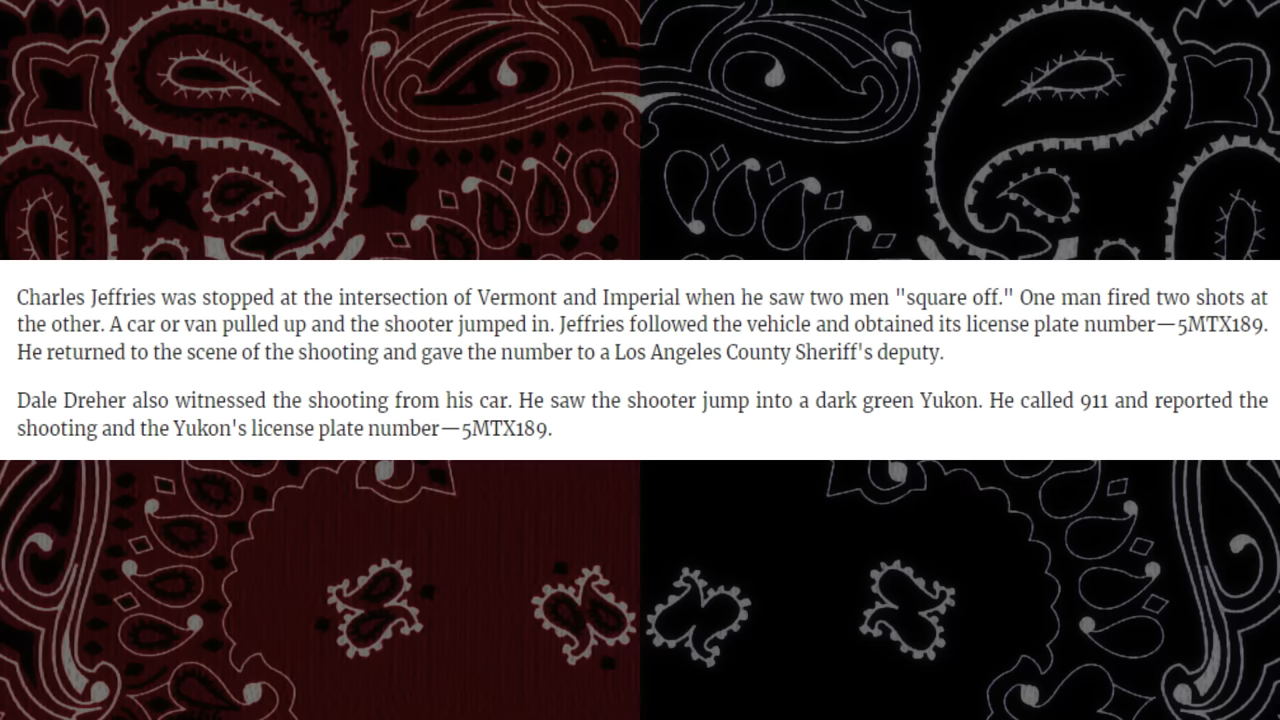 Charles Jeffries was stopped at the intersection of Vermont and Imperial when he saw two men "square off." One man fired two shots at
the other. A car or van pulled up and the shooter jumped in. Jeffries followed the vehicle and obtained its license plate number—5MTX189.
He returned to the scene of the shooting and gave the number to a Los Angeles County Sheriff's deputy.
Dale Dreher also witnessed the shooting from his car. He saw the shooter jump into a dark green Yukon. He called 911 and reported the
shooting and the Yukon's license plate number—5MTX189.